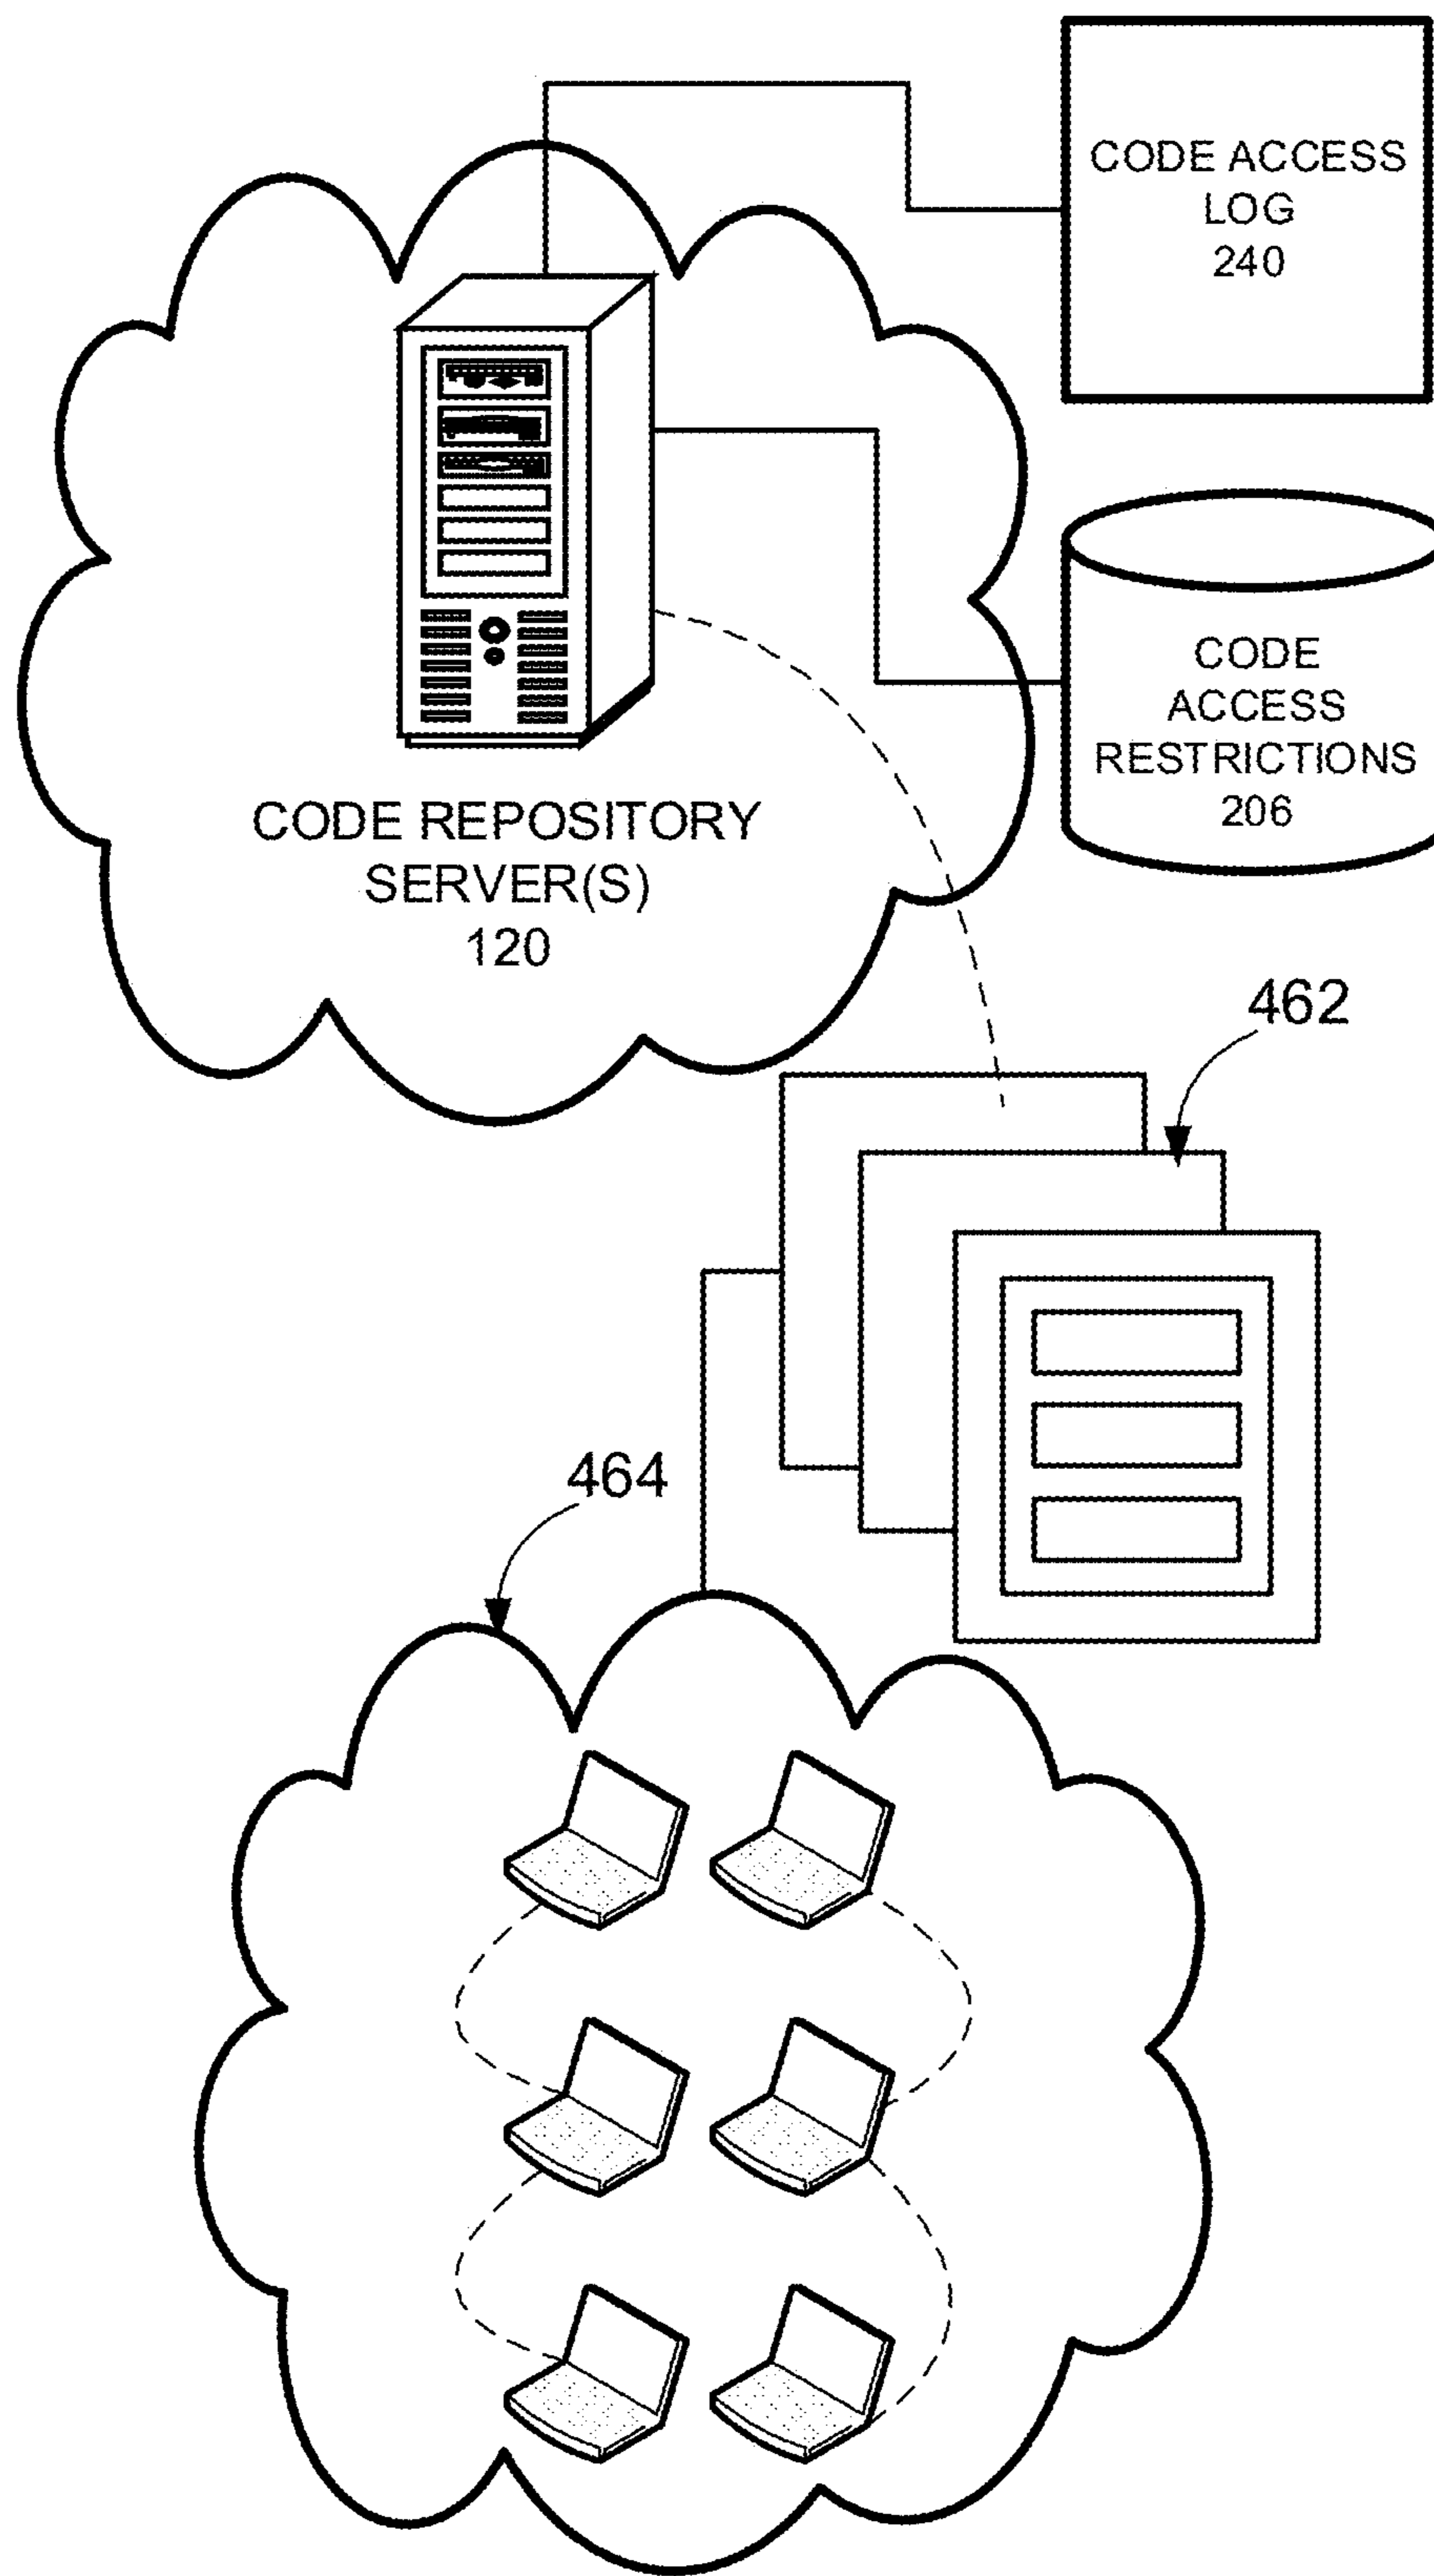 CODE ACCESS
LOG
240
CODE
ACCESS
RESTRICTIONS
206
CODE REPOSITORY
SERVER(S)
120
462
464